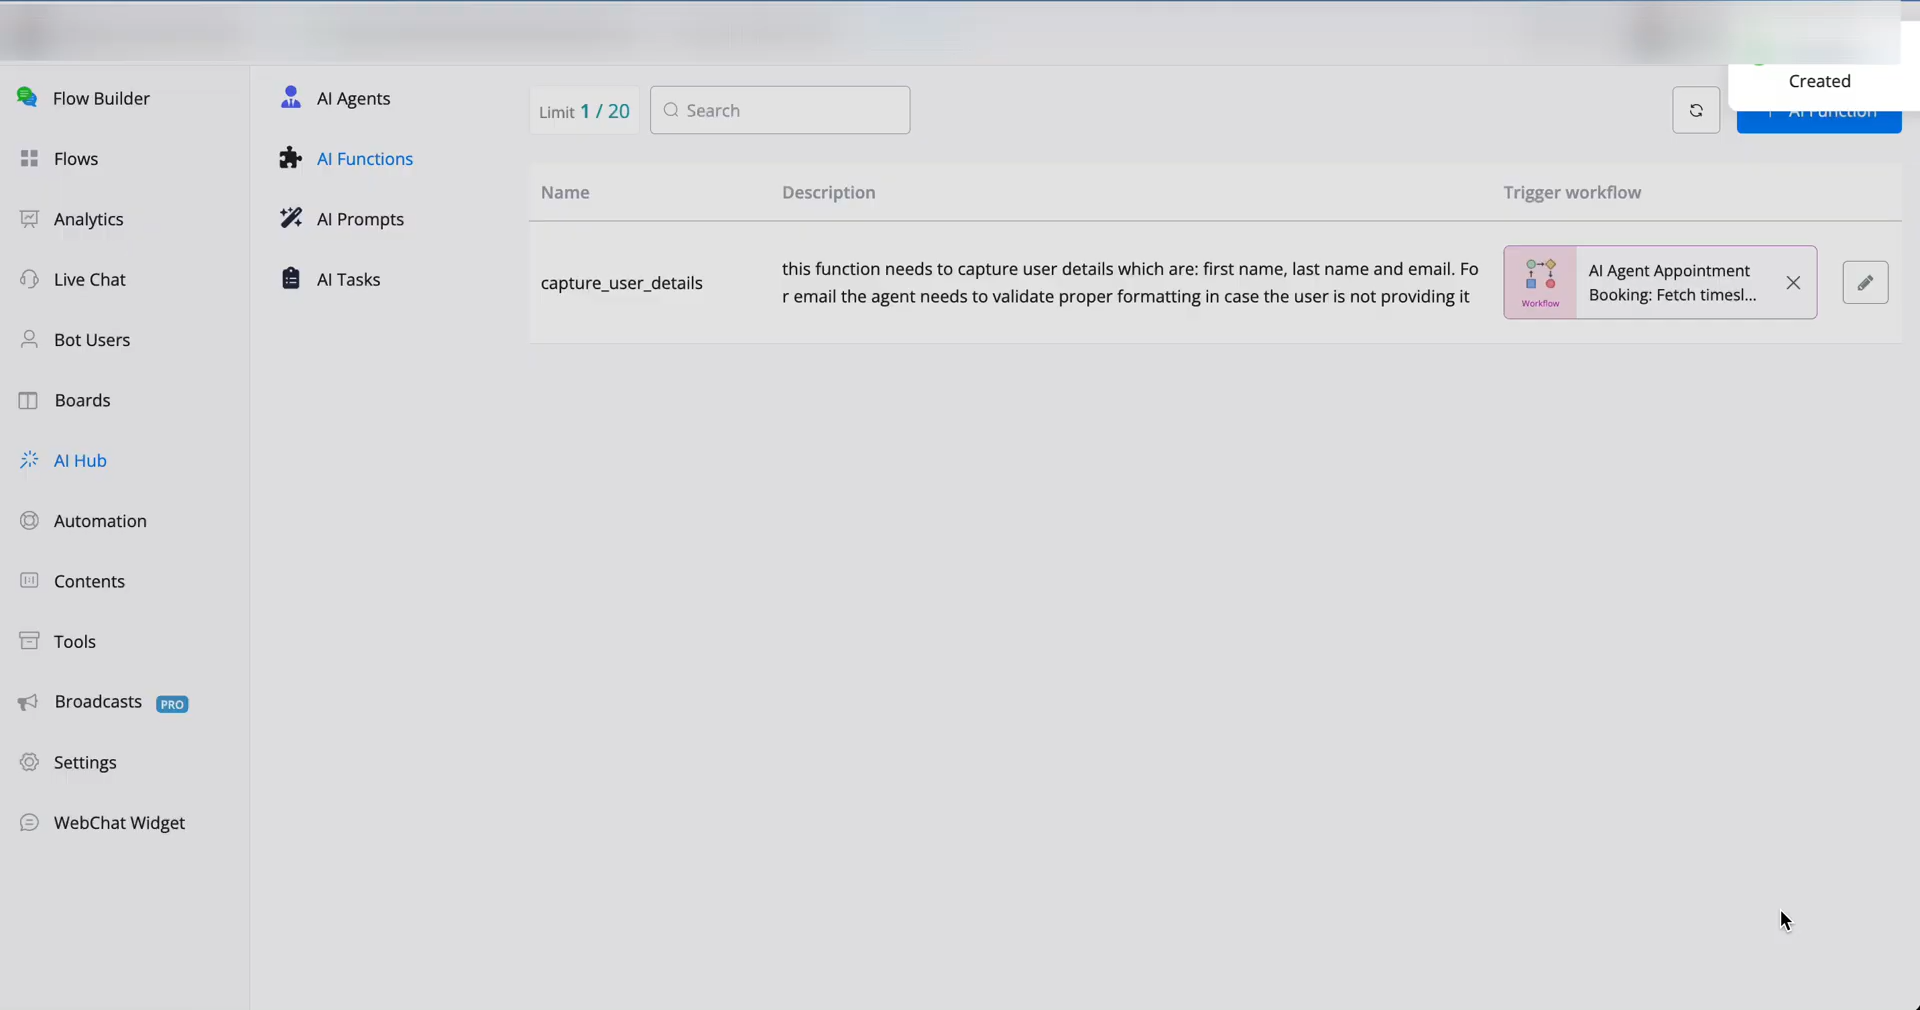 Flow Builder
Flows
Analytics
Live Chat
Bot Users
Boards
AI Hub
Automation
Contents
Tools
Broadcasts PRO
Settings
WebChat Widget
AI Agents
AI Functions
AI Prompts
AI Tasks
Limit 1 / 20
Search
Created
AI Function
Name Description Trigger workflow
capture_user_details
this function needs to capture user details which are: first name, last name and email. Fo
r email the agent needs to validate proper formatting in case the user is not providing it
Workflow
AI Agent Appointment
Booking: Fetch timesl...